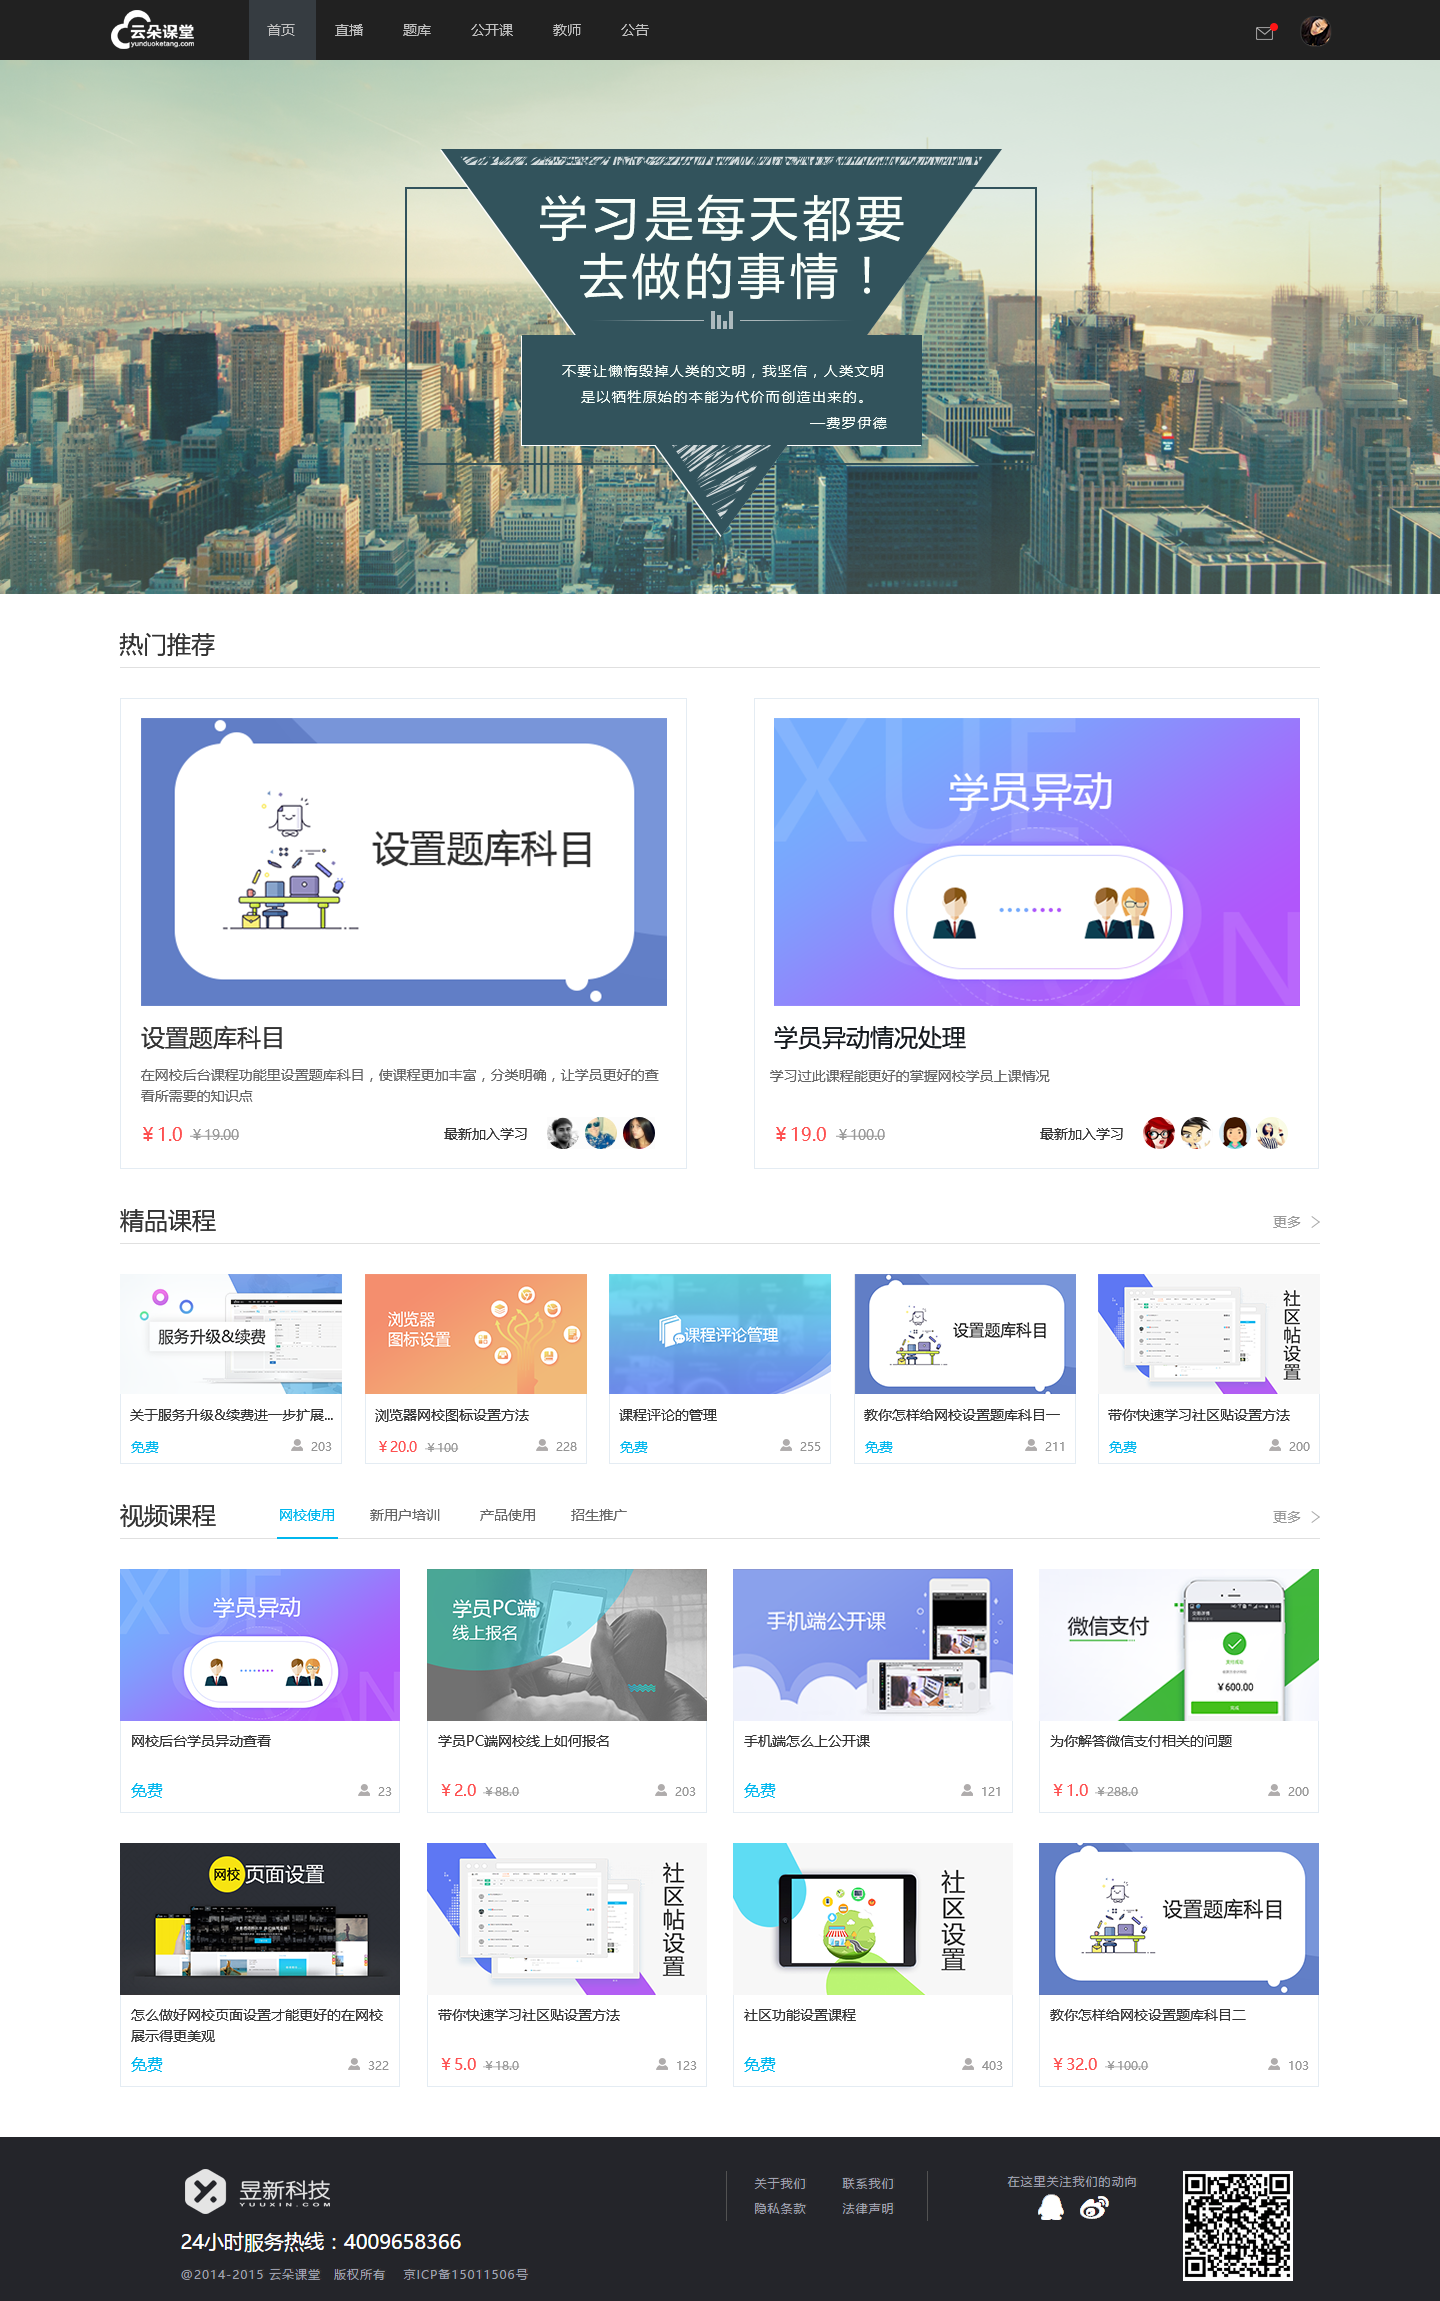 云朵课堂
yunduoketang.com
首页 直播 题库 公开课 教师 公告
学习是每天都要
去做的事情！
不要让懒惰毁掉人类的文明，我坚信，人类文明
是以牺牲原始的本能为代价而创造出来的。
—费罗伊德
热门推荐
设置题库科目
XUE
学员异动
设置题库科目
在网校后台课程功能里设置题库科目，使课程更加丰富，分类明确，让学员更好的查
看所需要的知识点
￥1.0 ￥19.00 最新加入学习
学员异动情况处理
学习过此课程能更好的掌握网校学员上课情况
￥19.0 ￥100.0 最新加入学习
精品课程 更多
服务升级&续费
关于服务升级&续费进一步扩展...
免费 203
浏览器
图标设置
浏览器网校图标设置方法
￥20.0 ￥100 228
课程评论管理
课程评论的管理
免费 255
设置题库科目
教你怎样给网校设置题库科目一
免费 211
社区帖设置
带你快速学习社区贴设置方法
免费 200
视频课程 网校使用 新用户培训 产品使用 招生推广 更多
XUE
学员异动
网校后台学员异动查看
免费 23
学员PC端
线上报名
学员PC端网校线上如何报名
￥2.0 ￥88.0 203
手机端公开课
手机端怎么上公开课
免费 121
微信支付
￥600.00
为你解答微信支付相关的问题
￥1.0 ￥288.0 200
网校页面设置
怎么做好网校页面设置才能更好的在网校
展示得更美观
免费 322
社区帖设置
带你快速学习社区贴设置方法
￥5.0 ￥18.0 123
社区设置
社区功能设置课程
免费 403
设置题库科目
教你怎样给网校设置题库科目二
￥32.0 ￥100.0 103
昱新科技
YUUXIN.COM
24小时服务热线：4009658366
@2014-2015 云朵课堂 版权所有 京ICP备15011506号
关于我们 联系我们
隐私条款 法律声明
在这里关注我们的动向